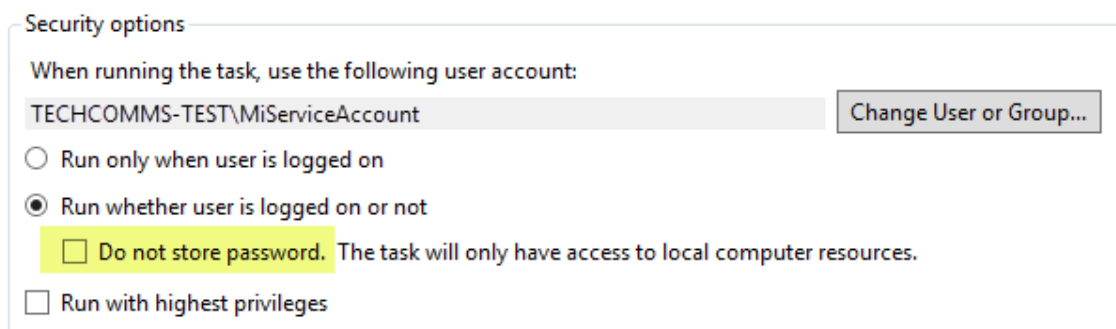 Security options
When running the task, use the following user account:
TECHCOMMS-TEST\MiServiceAccount
Change User or Group...
Run only when user is logged on
Run whether user is logged on or not
Do not store password. The task will only have access to local computer resources.
Run with highest privileges